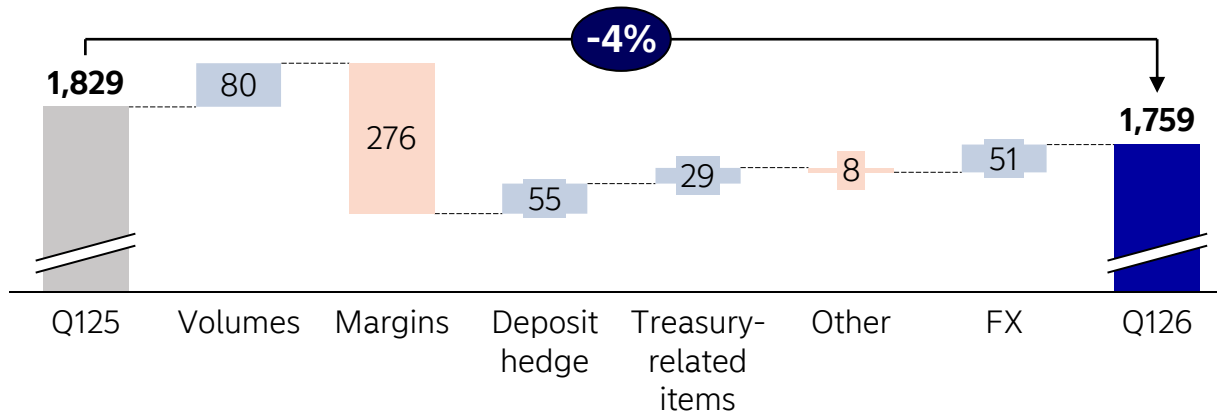 -4%
1,829
80
276
55
29
8
51
1,759
Q125
Volumes
Margins
Deposit
hedge
Treasury-
related
items
Other
FX
Q126